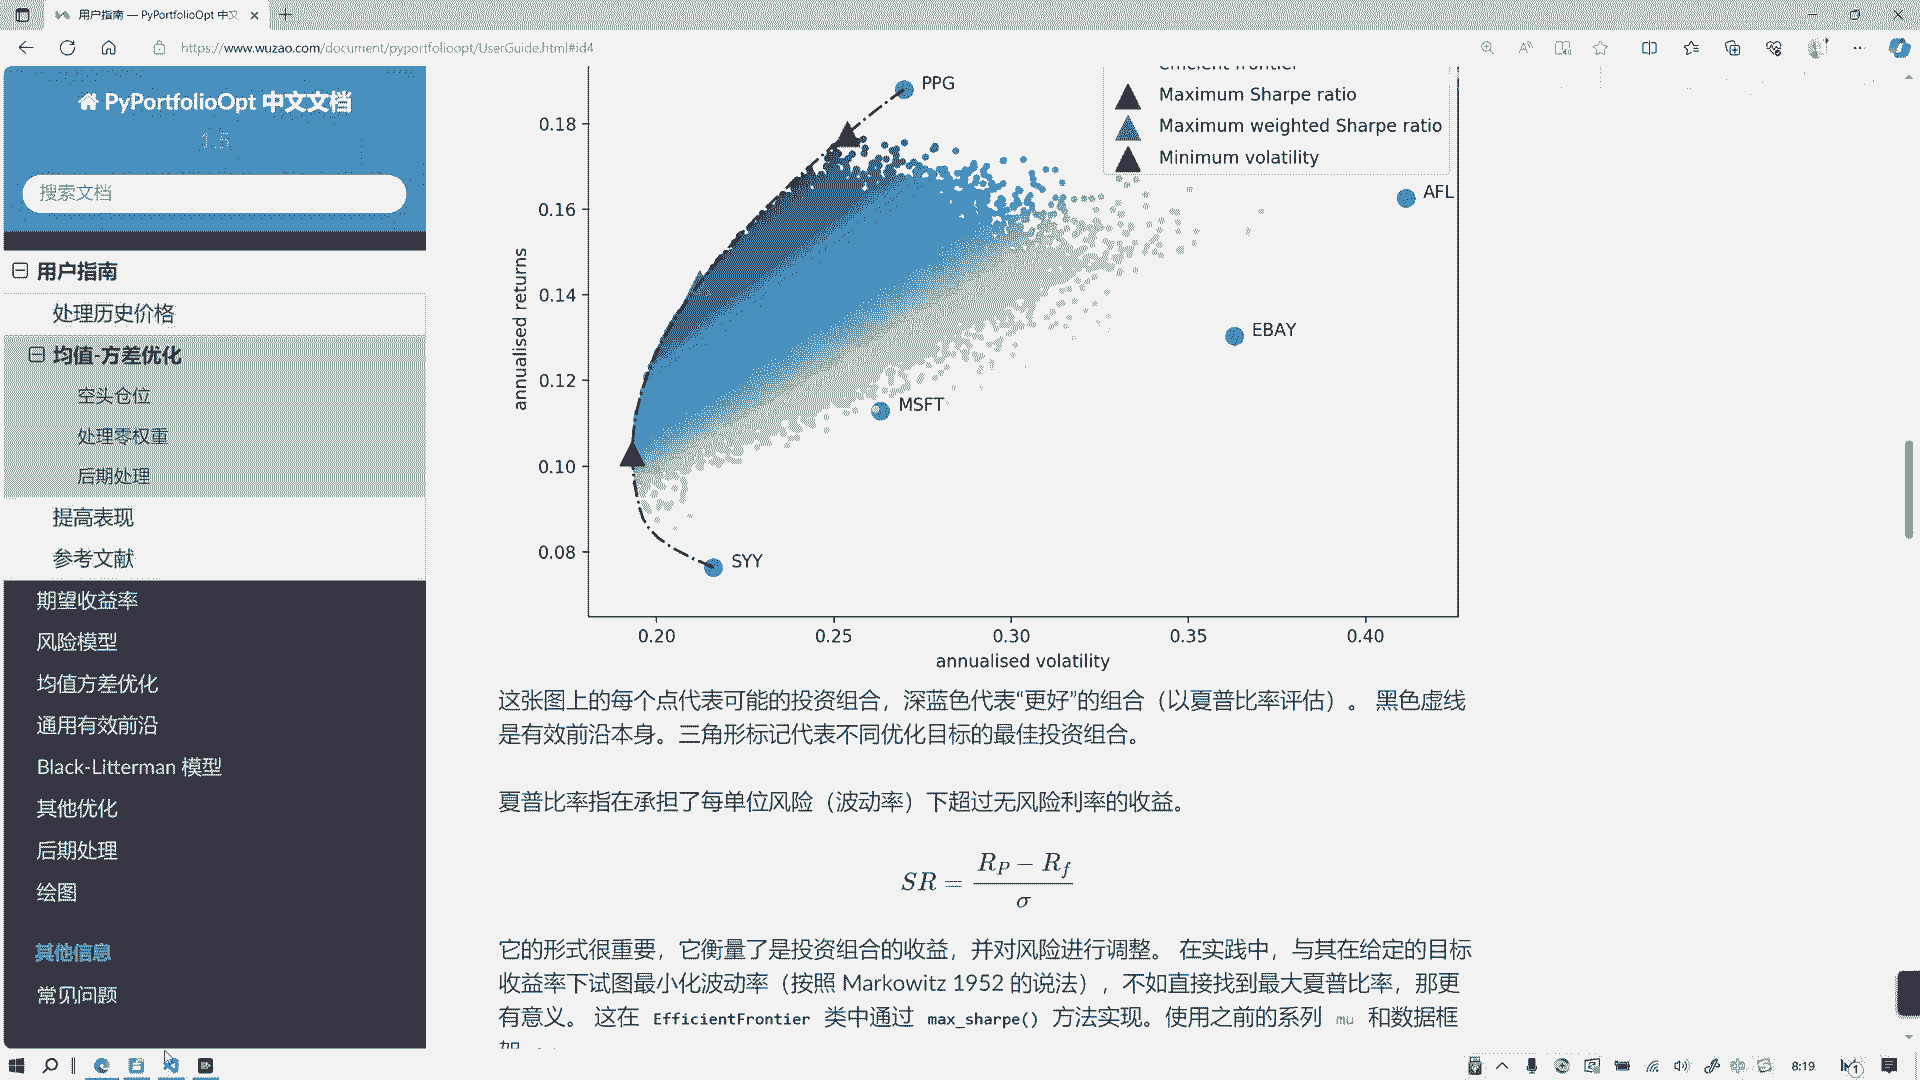 用户指南 — PyPortfolioOpt 中文
https://www.wuzao.com/document/pyportfolioopt/UserGuide.html#id4
PyPortfolioOpt 中文文档
1.5
搜索文档
用户指南
处理历史价格
均值-方差优化
空头仓位
处理零权重
后期处理
提高表现
参考文献
期望收益率
风险模型
均值方差优化
通用有效前沿
Black-Litterman 模型
其他优化
后期处理
绘图
其他信息
常见问题
efficient frontier
Maximum Sharpe ratio
Maximum weighted Sharpe ratio
Minimum volatility
PPG
AFL
EBAY
MSFT
SYY
0.18
0.16
0.14
0.12
0.10
0.08
annualised returns
0.20 0.25 0.30 0.35 0.40
annualised volatility
这张图上的每个点代表可能的投资组合，深蓝色代表“更好”的组合（以夏普比率评估）。 黑色虚线
是有效前沿本身。三角形标记代表不同优化目标的最佳投资组合。
夏普比率指在承担了每单位风险（波动率）下超过无风险利率的收益。
SR = (R_P − R_f) / σ
它的形式很重要，它衡量了是投资组合的收益，并对风险进行调整。 在实践中，与其在给定的目标
收益率下试图最小化波动率（按照 Markowitz 1952 的说法），不如直接找到最大夏普比率，那更
有意义。 这在 EfficientFrontier 类中通过 max_sharpe() 方法实现。使用之前的系列 mu 和数据框
8:19